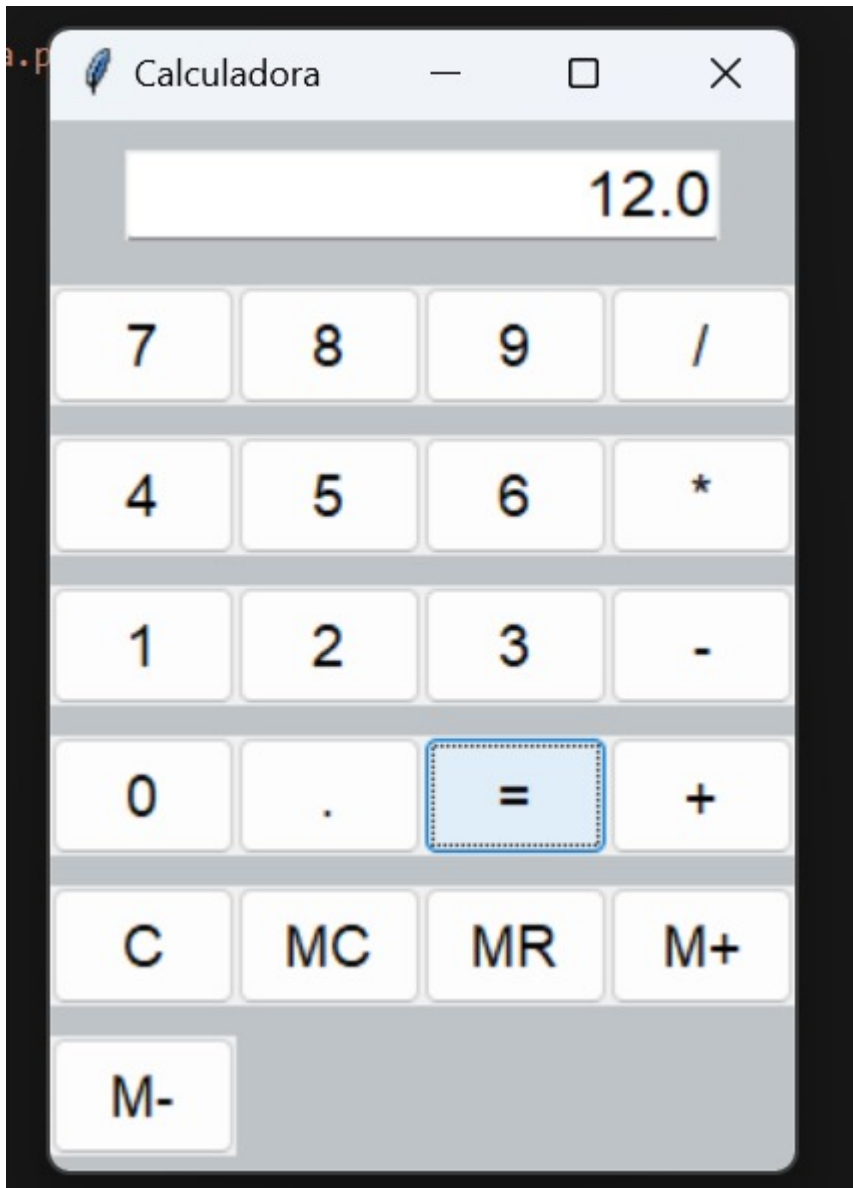 a.p
Calculadora
12.0
7 8 9 /
4 5 6 *
1 2 3 -
0 . = +
C MC MR M+
M-